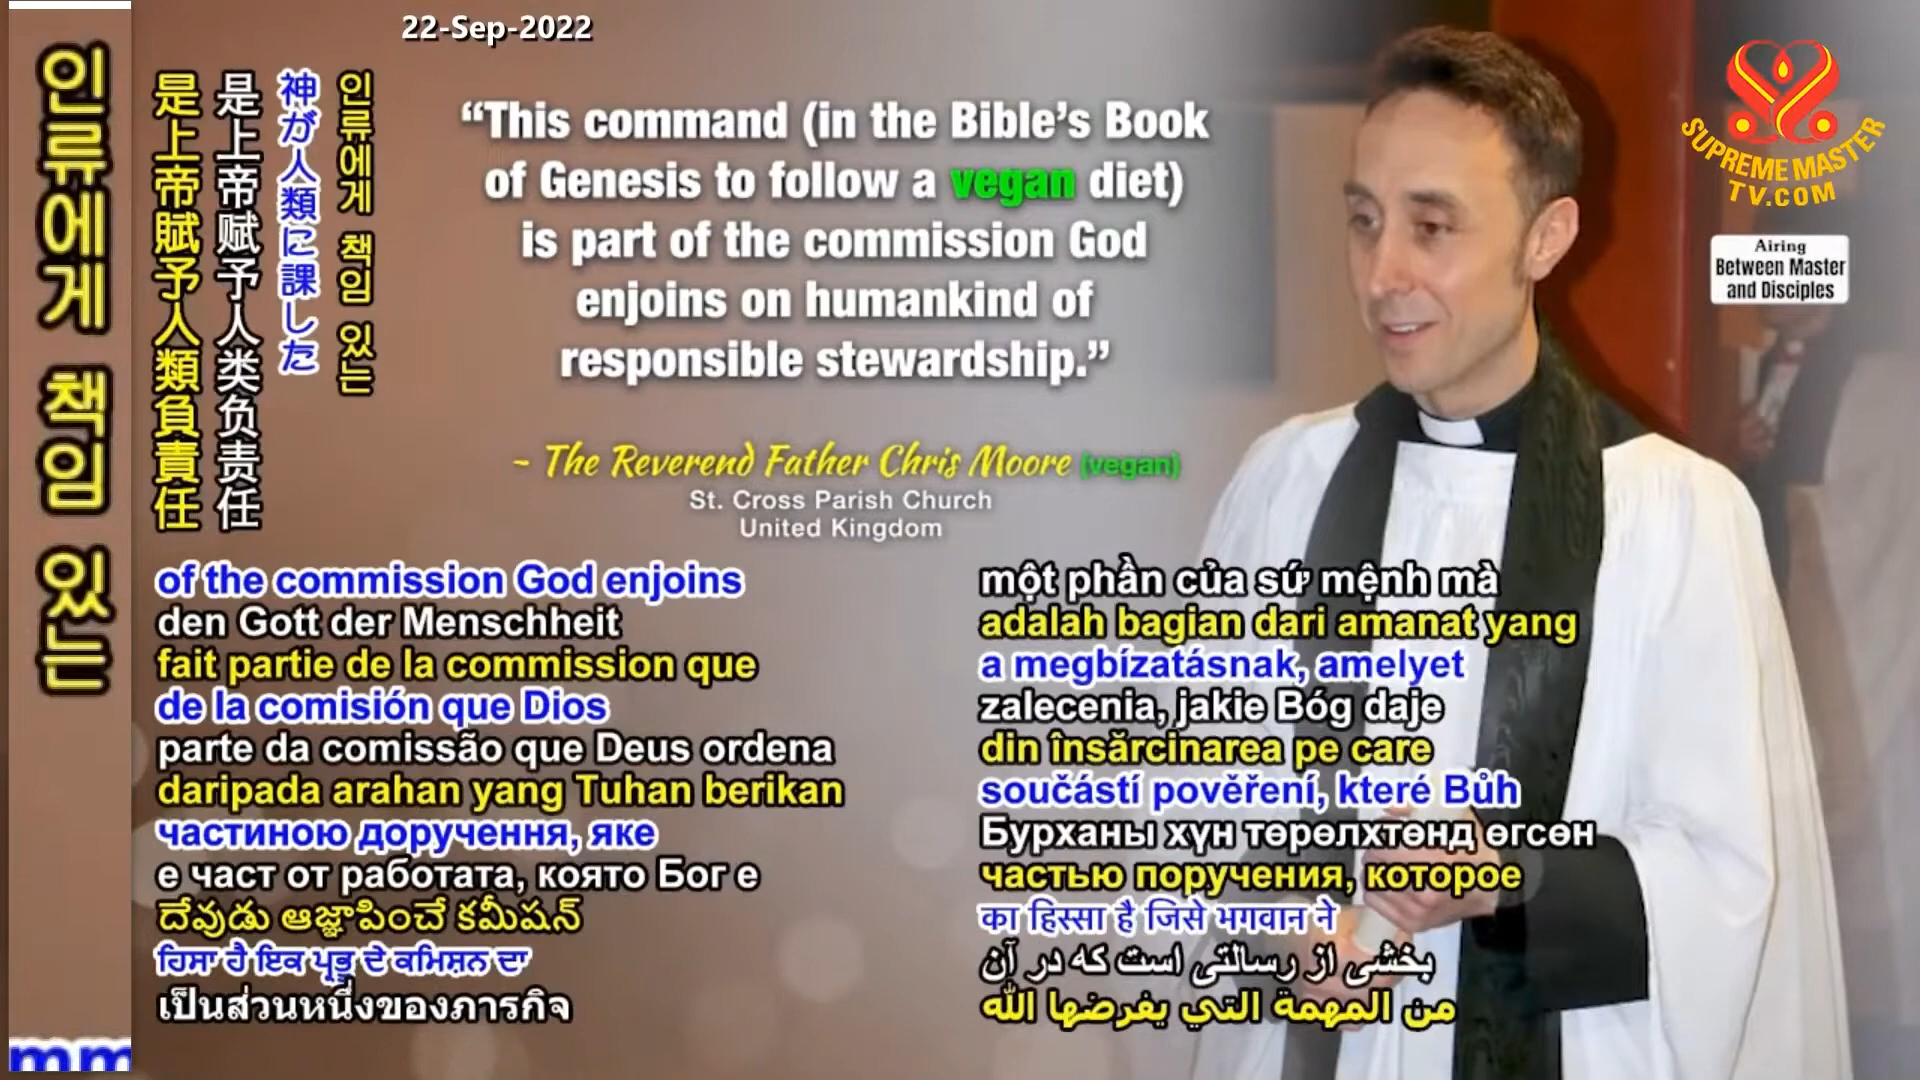 22-Sep-2022
인류에게 책임 있는
是上帝賦予人類負責任
是上帝赋予人类负责任
神が人類に課した
인류에게 책임 있는
“This command (in the Bible’s Book
of Genesis to follow a vegan diet)
is part of the commission God
enjoins on humankind of
responsible stewardship.”
~ The Reverend Father Chris Moore (vegan)
St. Cross Parish Church
United Kingdom
SUPREME MASTER
TV.COM
Airing
Between Master
and Disciples
of the commission God enjoins
den Gott der Menschheit
fait partie de la commission que
de la comisión que Dios
parte da comissão que Deus ordena
daripada arahan yang Tuhan berikan
частиною доручення, яке
е част от работата, която Бог е
దేవుడు ఆజ్ఞాపించే కమీషన్
ਹਿਸਾ ਹੈ ਇਕ ਪ੍ਰਭੂ ਦੇ ਕਮਿਸ਼ਨ ਦਾ
เป็นส่วนหนึ่งของภารกิจ
một phần của sứ mệnh mà
adalah bagian dari amanat yang
a megbízatásnak, amelyet
zalecenia, jakie Bóg daje
din însărcinarea pe care
součástí pověření, které Bůh
Бурханы хүн төрөлхтөнд өгсөн
частью поручения, которое
का हिस्सा है जिसे भगवान ने
بخشی از رسالتی است که در آن
من المهمة التي يفرضها الله